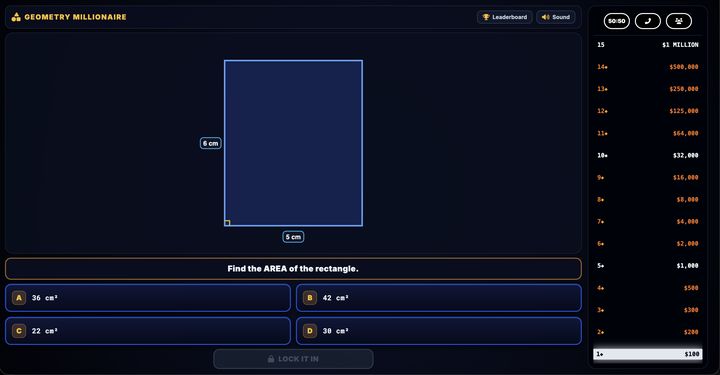 GEOMETRY MILLIONAIRE
Leaderboard
Sound
6 cm
5 cm
Find the AREA of the rectangle.
A 36 cm²
B 42 cm²
C 22 cm²
D 30 cm²
LOCK IT IN
50:50
15 $1 MILLION
14♦ $500,000
13♦ $250,000
12♦ $125,000
11♦ $64,000
10♦ $32,000
9♦ $16,000
8♦ $8,000
7♦ $4,000
6♦ $2,000
5♦ $1,000
4♦ $500
3♦ $300
2♦ $200
1♦ $100